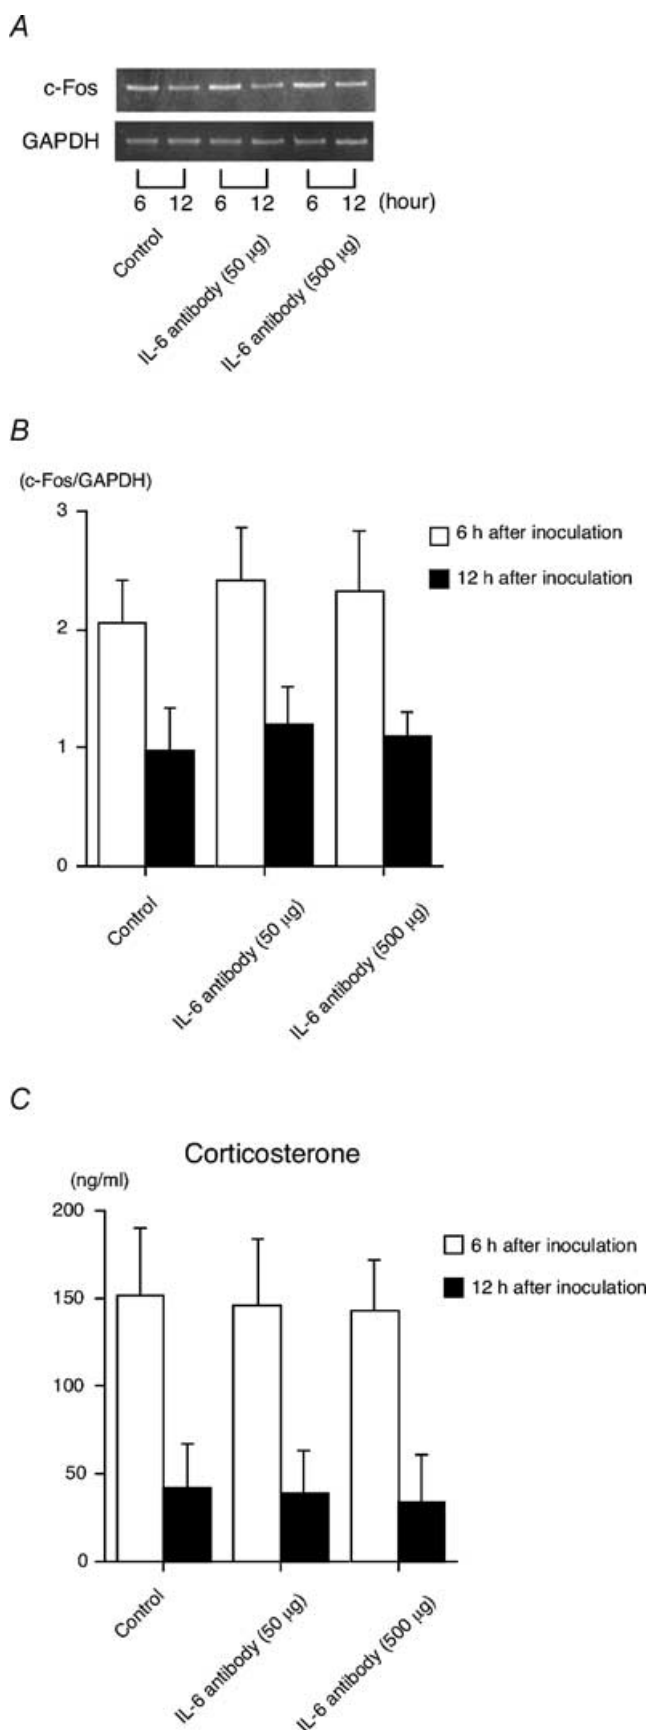 A
c-Fos
GAPDH
6 12 6 12 6 12 (hour)
Control
IL-6 antibody (50 µg)
IL-6 antibody (500 µg)
B
(c-Fos/GAPDH)
3
2
1
0
6 h after inoculation
12 h after inoculation
Control
IL-6 antibody (50 µg)
IL-6 antibody (500 µg)
C
Corticosterone
(ng/ml)
200
150
100
50
0
6 h after inoculation
12 h after inoculation
Control
IL-6 antibody (50 µg)
IL-6 antibody (500 µg)